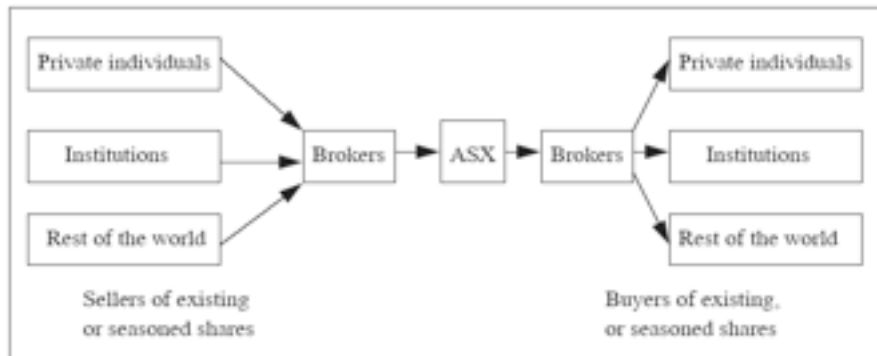 Private individuals
Institutions
Rest of the world
Brokers
ASX
Brokers
Private individuals
Institutions
Rest of the world
Sellers of existing
or seasoned shares
Buyers of existing,
or seasoned shares